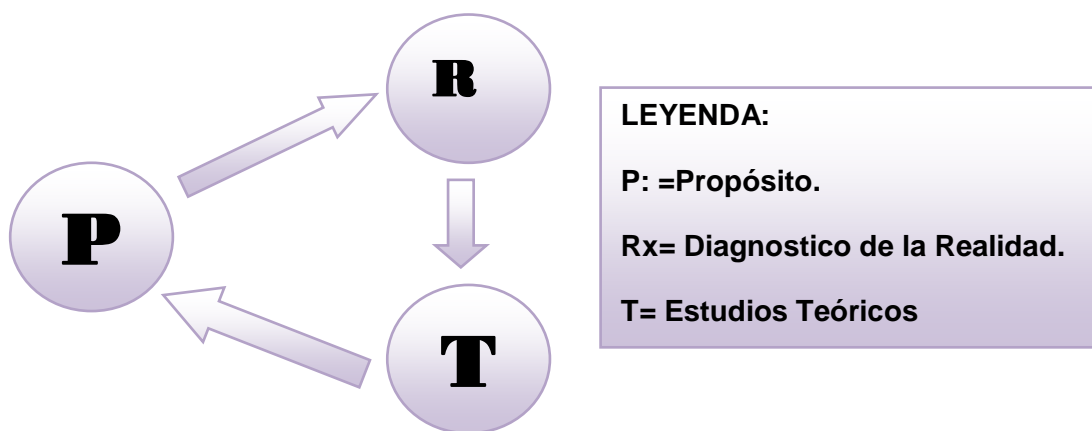 R
P
T
LEYENDA:
P: =Propósito.
Rx= Diagnostico de la Realidad.
T= Estudios Teóricos